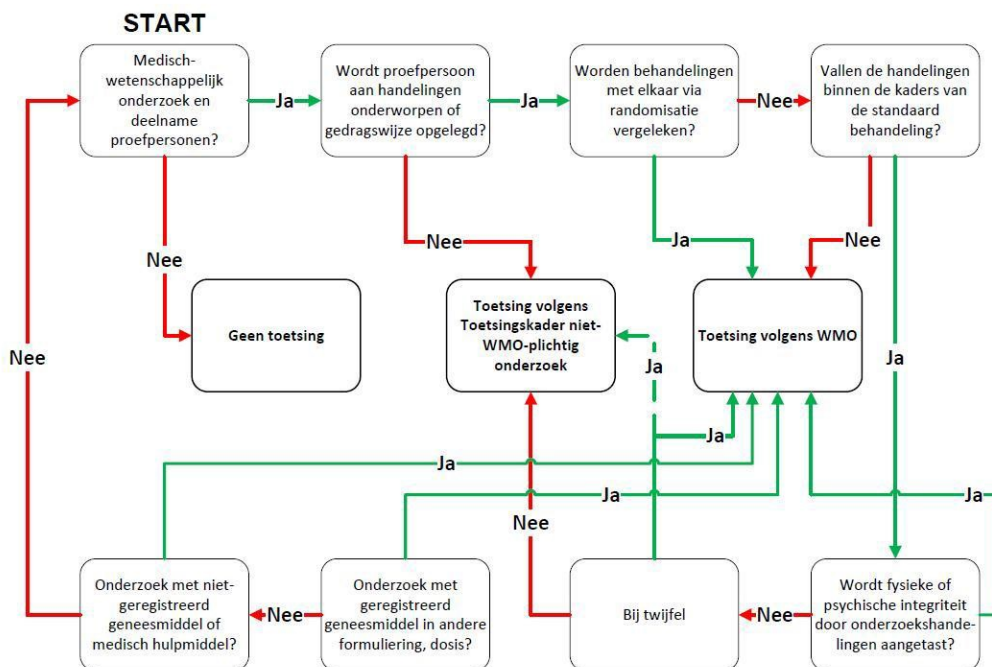 START
Medisch-
wetenschappelijk
onderzoek en
deelname
proefpersonen?
Ja
Wordt proefpersoon
aan handelingen
onderworpen of
gedragswijze opgelegd?
Ja
Worden behandelingen
met elkaar via
randomisatie
vergeleken?
Nee
Vallen de handelingen
binnen de kaders van
de standaard
behandeling?
Nee
Nee
Ja
Nee
Geen toetsing
Toetsing volgens
Toetsingskader niet-
WMO-plichtig
onderzoek
Toetsing volgens WMO
Nee
Ja
Ja
Ja
Ja
Ja
Nee
Ja
Onderzoek met niet-
geregistreerd
geneesmiddel of
medisch hulpmiddel?
Nee
Onderzoek met
geregistreerd
geneesmiddel in andere
formuliering, dosis?
Bij twijfel
Nee
Wordt fysieke of
psychische integriteit
door onderzoekshande-
lingen aangetast?